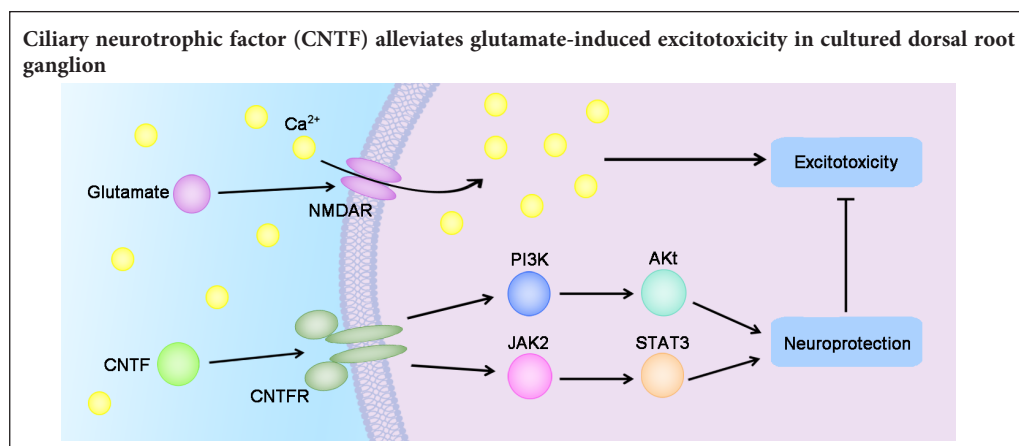 Ciliary neurotrophic factor (CNTF) alleviates glutamate-induced excitotoxicity in cultured dorsal root
ganglion
Ca²⁺
Glutamate
NMDAR
Excitotoxicity
PI3K
AKt
JAK2
STAT3
Neuroprotection
CNTF
CNTFR